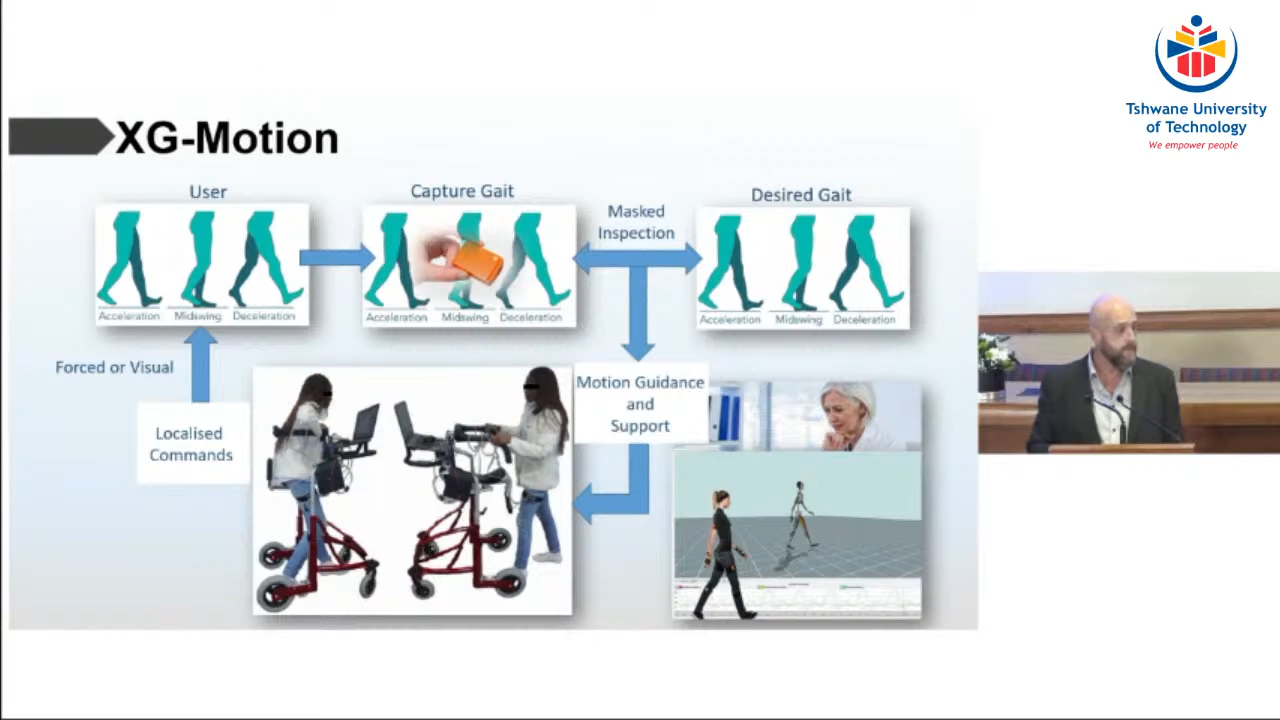 Tshwane University
of Technology
We empower people
XG-Motion
User
Capture Gait
Masked
Inspection
Desired Gait
Acceleration Midswing Deceleration
Acceleration Midswing Deceleration
Acceleration Midswing Deceleration
Forced or Visual
Localised
Commands
Motion Guidance
and
Support